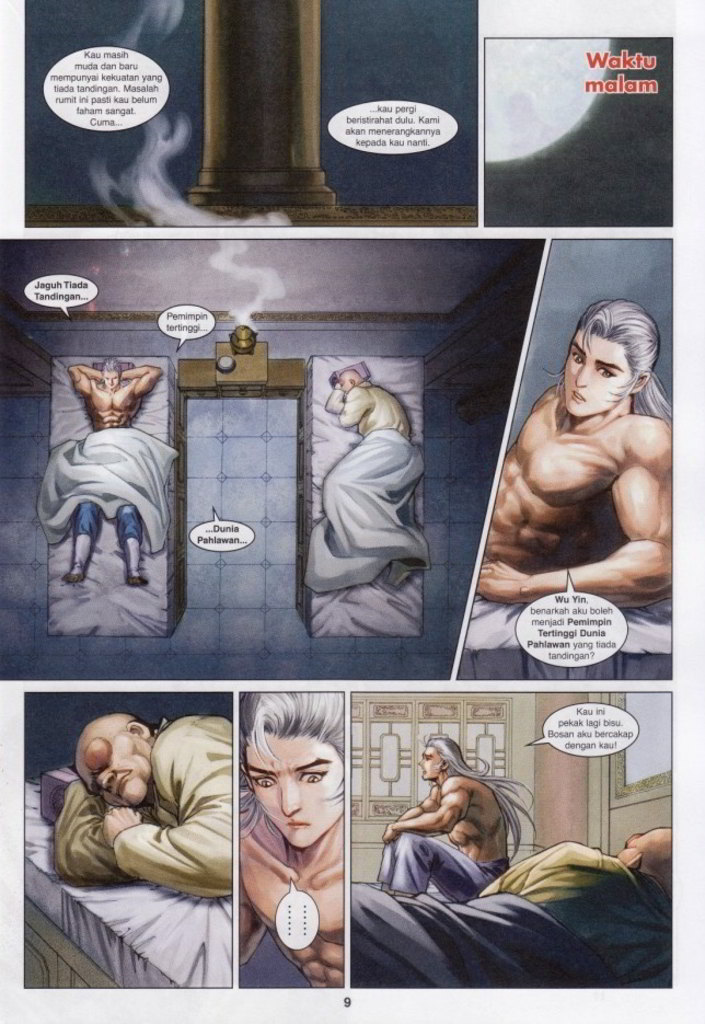 Kau masih
muda dan baru
mempunyai kekuatan yang
tiada tandingan. Masalah
rumit ini pasti kau belum
faham sangat.
Cuma...
...kau pergi
beristirahat dulu. Kami
akan menerangkannya
kepada kau nanti.
Waktu
malam
Jaguh Tiada
Tandingan...
Pemimpin
tertinggi...
...Dunia
Pahlawan...
Wu Yin,
benarkah aku boleh
menjadi Pemimpin
Tertinggi Dunia
Pahlawan yang tiada
tandingan?
Kau ini
pekak lagi bisu.
Bosan aku bercakap
dengan kau!
9